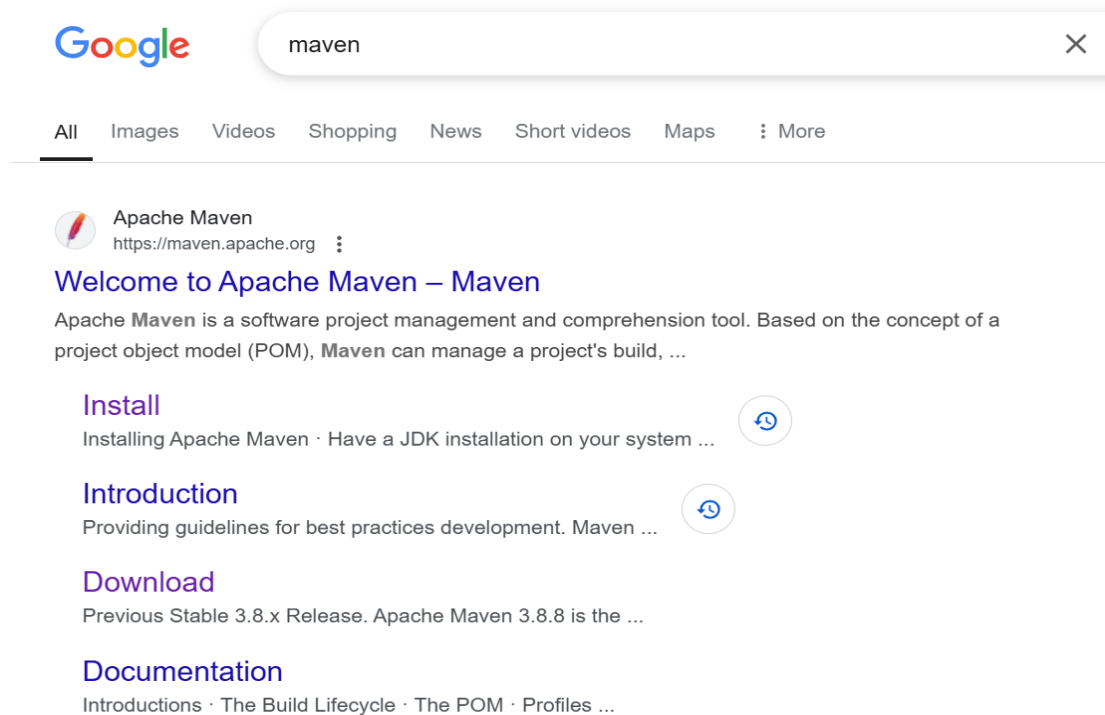 Google
maven
All Images Videos Shopping News Short videos Maps More
Apache Maven
https://maven.apache.org
Welcome to Apache Maven – Maven
Apache Maven is a software project management and comprehension tool. Based on the concept of a
project object model (POM), Maven can manage a project's build, ...
Install
Installing Apache Maven · Have a JDK installation on your system ...
Introduction
Providing guidelines for best practices development. Maven ...
Download
Previous Stable 3.8.x Release. Apache Maven 3.8.8 is the ...
Documentation
Introductions · The Build Lifecycle · The POM · Profiles ...